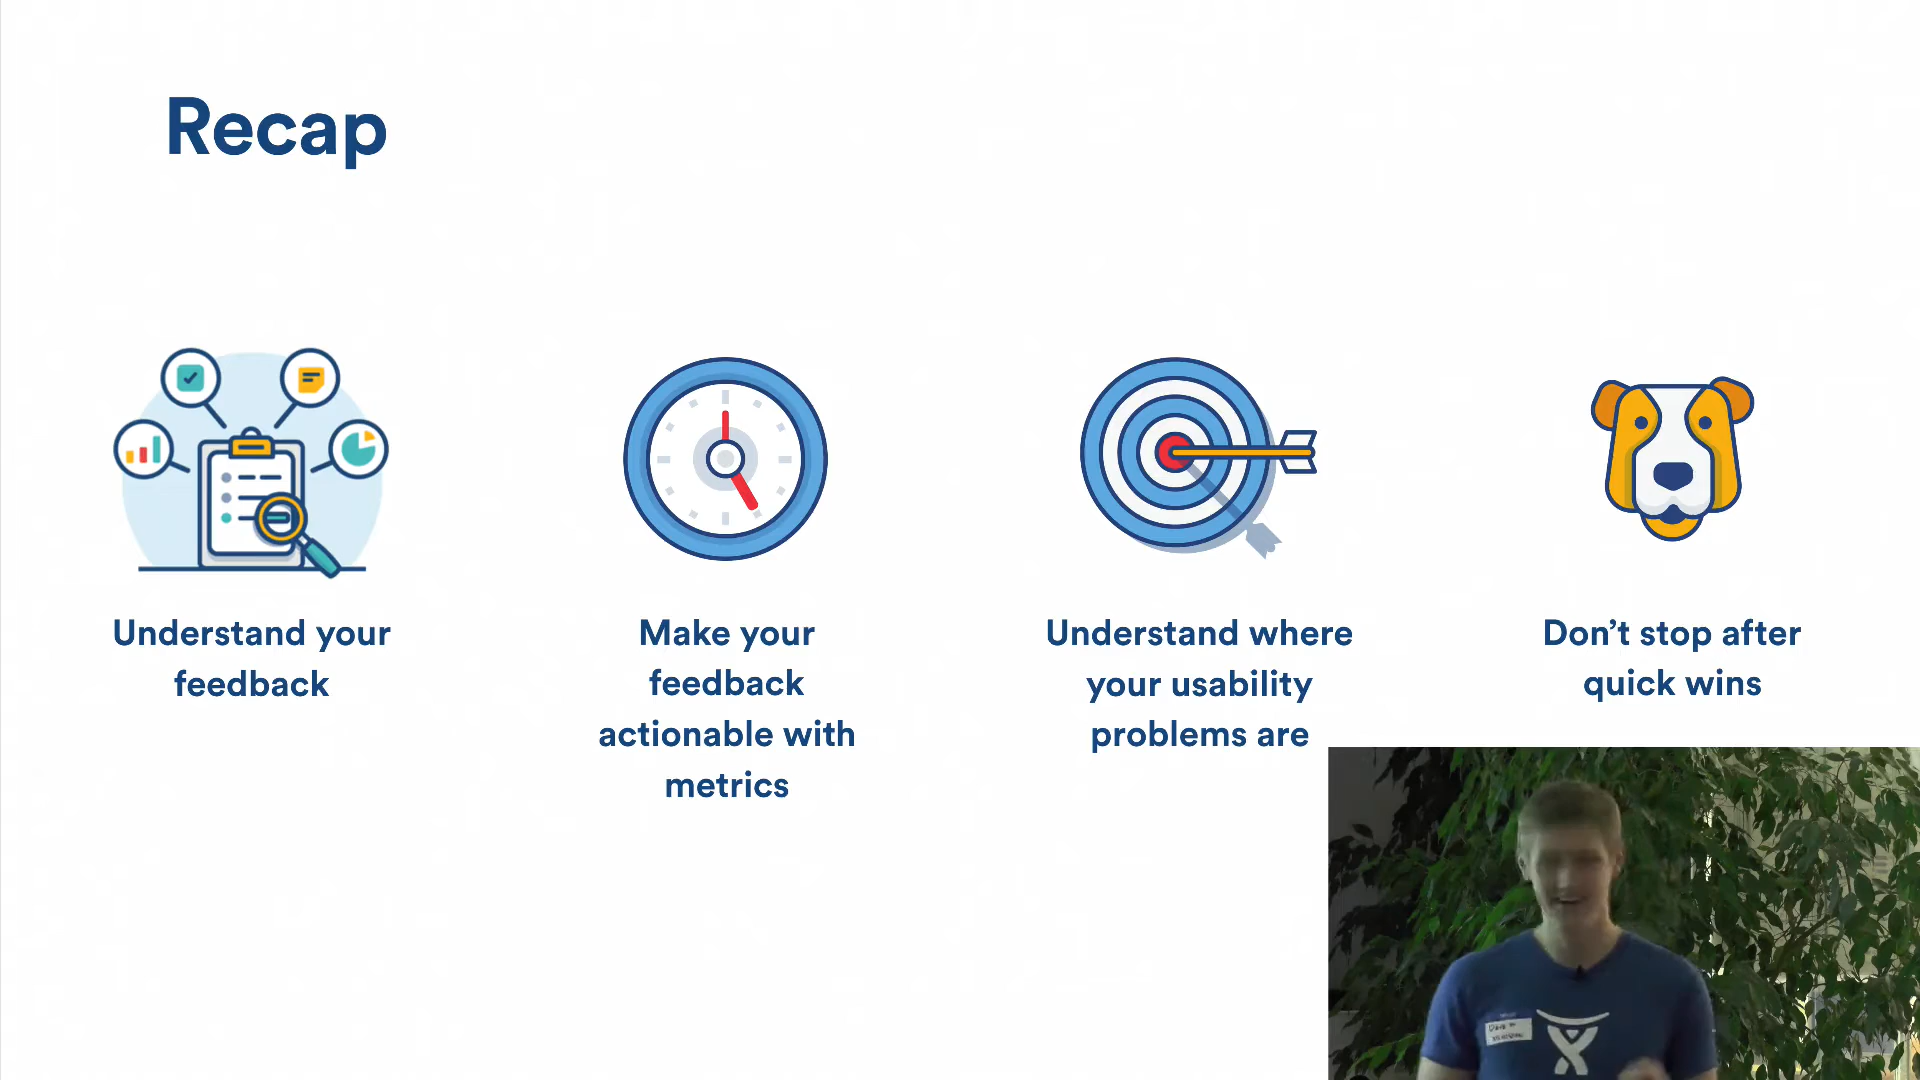 Recap
Understand your
feedback
Make your
feedback
actionable with
metrics
Understand where
your usability
problems are
Don’t stop after
quick wins